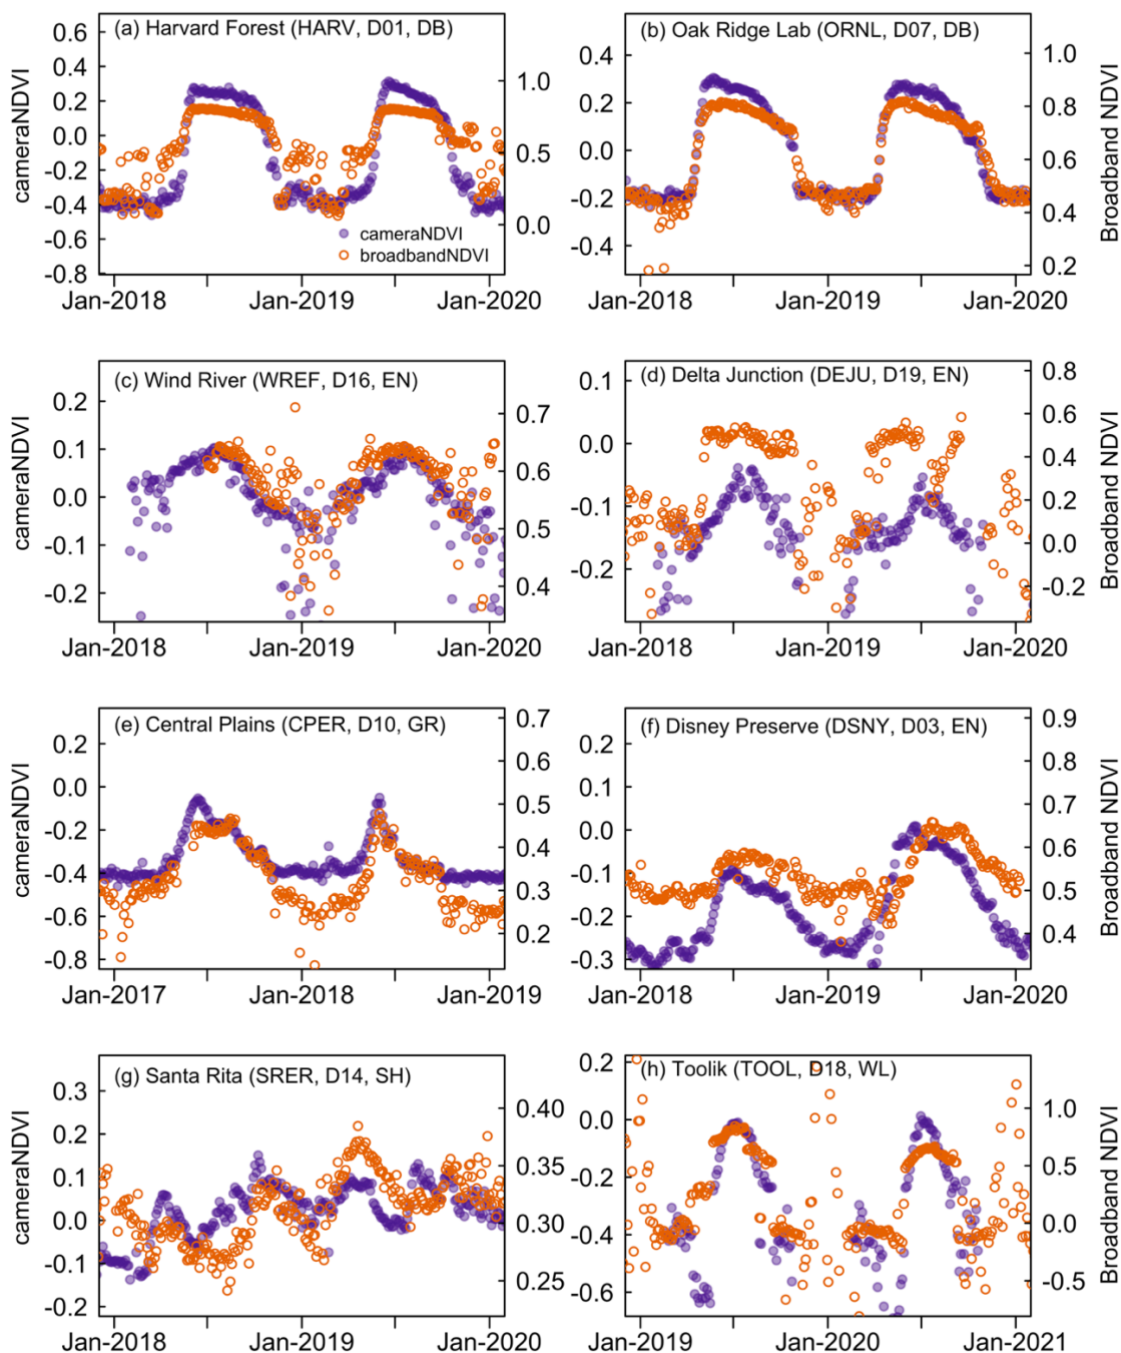 (a) Harvard Forest (HARV, D01, DB)
cameraNDVI
0.6
0.4
0.2
0.0
-0.2
-0.4
-0.6
-0.8
1.0
0.5
0.0
cameraNDVI
broadbandNDVI
Jan-2018
Jan-2019
Jan-2020
(b) Oak Ridge Lab (ORNL, D07, DB)
0.4
0.2
0.0
-0.2
-0.4
1.0
0.8
0.6
0.4
0.2
Broadband NDVI
Jan-2018
Jan-2019
Jan-2020
(c) Wind River (WREF, D16, EN)
cameraNDVI
0.2
0.1
0.0
-0.1
-0.2
0.7
0.6
0.5
0.4
Jan-2018
Jan-2019
Jan-2020
(d) Delta Junction (DEJU, D19, EN)
0.1
0.0
-0.1
-0.2
0.8
0.6
0.4
0.2
0.0
-0.2
Broadband NDVI
Jan-2018
Jan-2019
Jan-2020
(e) Central Plains (CPER, D10, GR)
cameraNDVI
0.2
0.0
-0.2
-0.4
-0.6
-0.8
0.7
0.6
0.5
0.4
0.3
0.2
Jan-2017
Jan-2018
Jan-2019
(f) Disney Preserve (DSNY, D03, EN)
0.2
0.1
0.0
-0.1
-0.2
-0.3
0.9
0.8
0.7
0.6
0.5
0.4
Broadband NDVI
Jan-2018
Jan-2019
Jan-2020
(g) Santa Rita (SRER, D14, SH)
cameraNDVI
0.3
0.2
0.1
0.0
-0.1
-0.2
0.40
0.35
0.30
0.25
Jan-2018
Jan-2019
Jan-2020
(h) Toolik (TOOL, D18, WL)
0.2
0.0
-0.2
-0.4
-0.6
1.0
0.5
0.0
-0.5
Broadband NDVI
Jan-2019
Jan-2020
Jan-2021